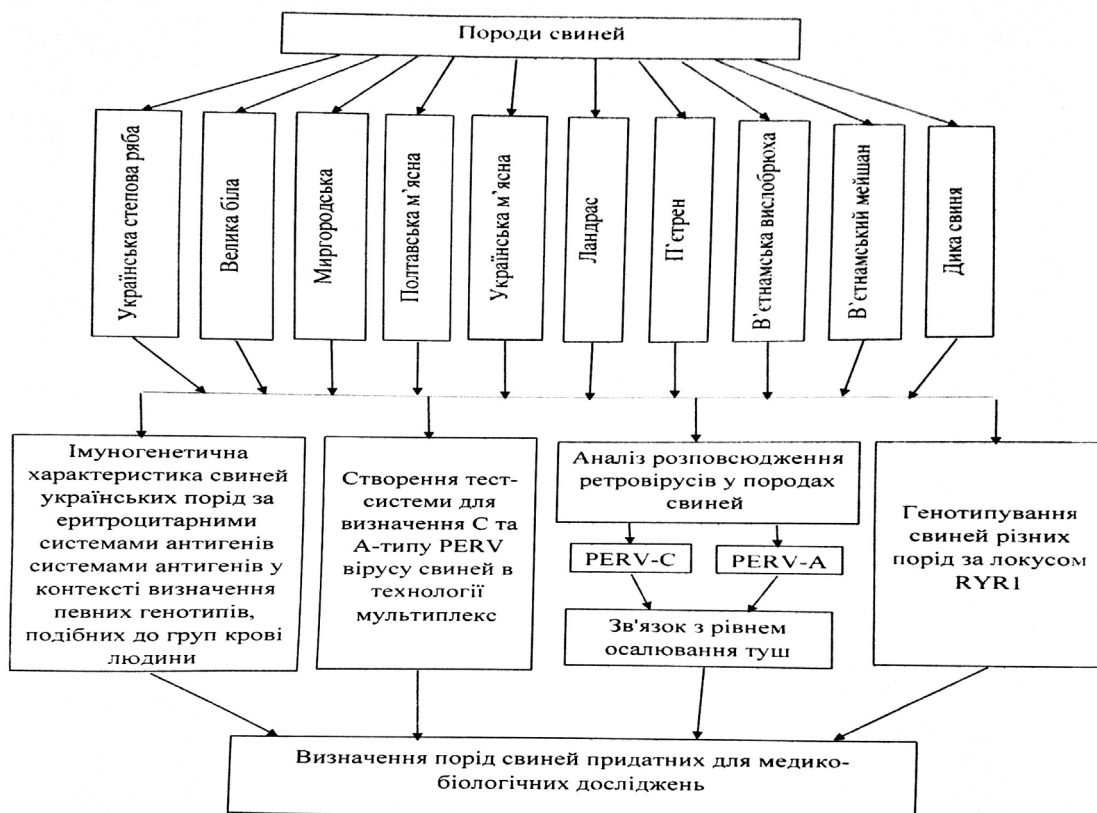 Породи свиней
Українська степова ряба
Велика біла
Миргородська
Полтавська м'ясна
Українська м'ясна
Ландрас
П`єтрен
В'єтнамська вислобрюха
В`єтнамський мейшан
Дика свиня
Імуногенетична
характеристика свиней
українських порід за
еритроцитарними
системами антигенів
системами антигенів у
контексті визначення
певних генотипів,
подібних до груп крові
людини
Створення тест-
системи для
визначення С та
А-типу PERV
вірусу свиней в
технології
мультиплекс
Аналіз розповсюдження
ретровірусів у породах
свиней
PERV-C
PERV-A
Зв'язок з рівнем
осалювання туш
Генотипування
свиней різних
порід за локусом
RYR1
Визначення порід свиней придатних для медико-
біологічних досліджень